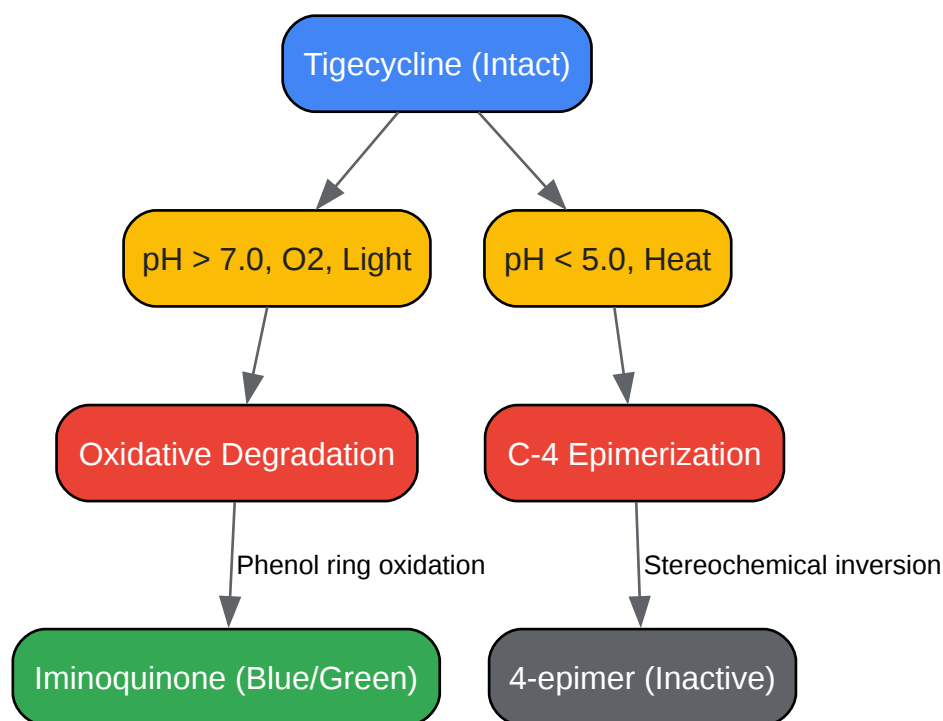 Tigecycline (Intact)
pH > 7.0, O2, Light
pH < 5.0, Heat
Oxidative Degradation
C-4 Epimerization
Phenol ring oxidation
Stereochemical inversion
Iminoquinone (Blue/Green)
4-epimer (Inactive)